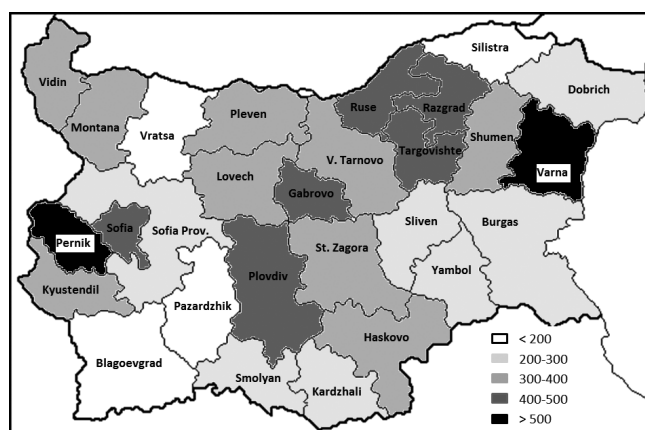 Silistra
Vidin
Dobrich
Ruse
Razgrad
Montana
Pleven
Vratsa
Shumen
V. Tarnovo
Targovishte
Varna
Lovech
Gabrovo
Sofia
Sliven
Burgas
Pernik
Sofia Prov.
St. Zagora
Plovdiv
Yambol
Kyustendil
Pazardzhik
Haskovo
Blagoevgrad
Smolyan
Kardzhali
< 200
200-300
300-400
400-500
> 500